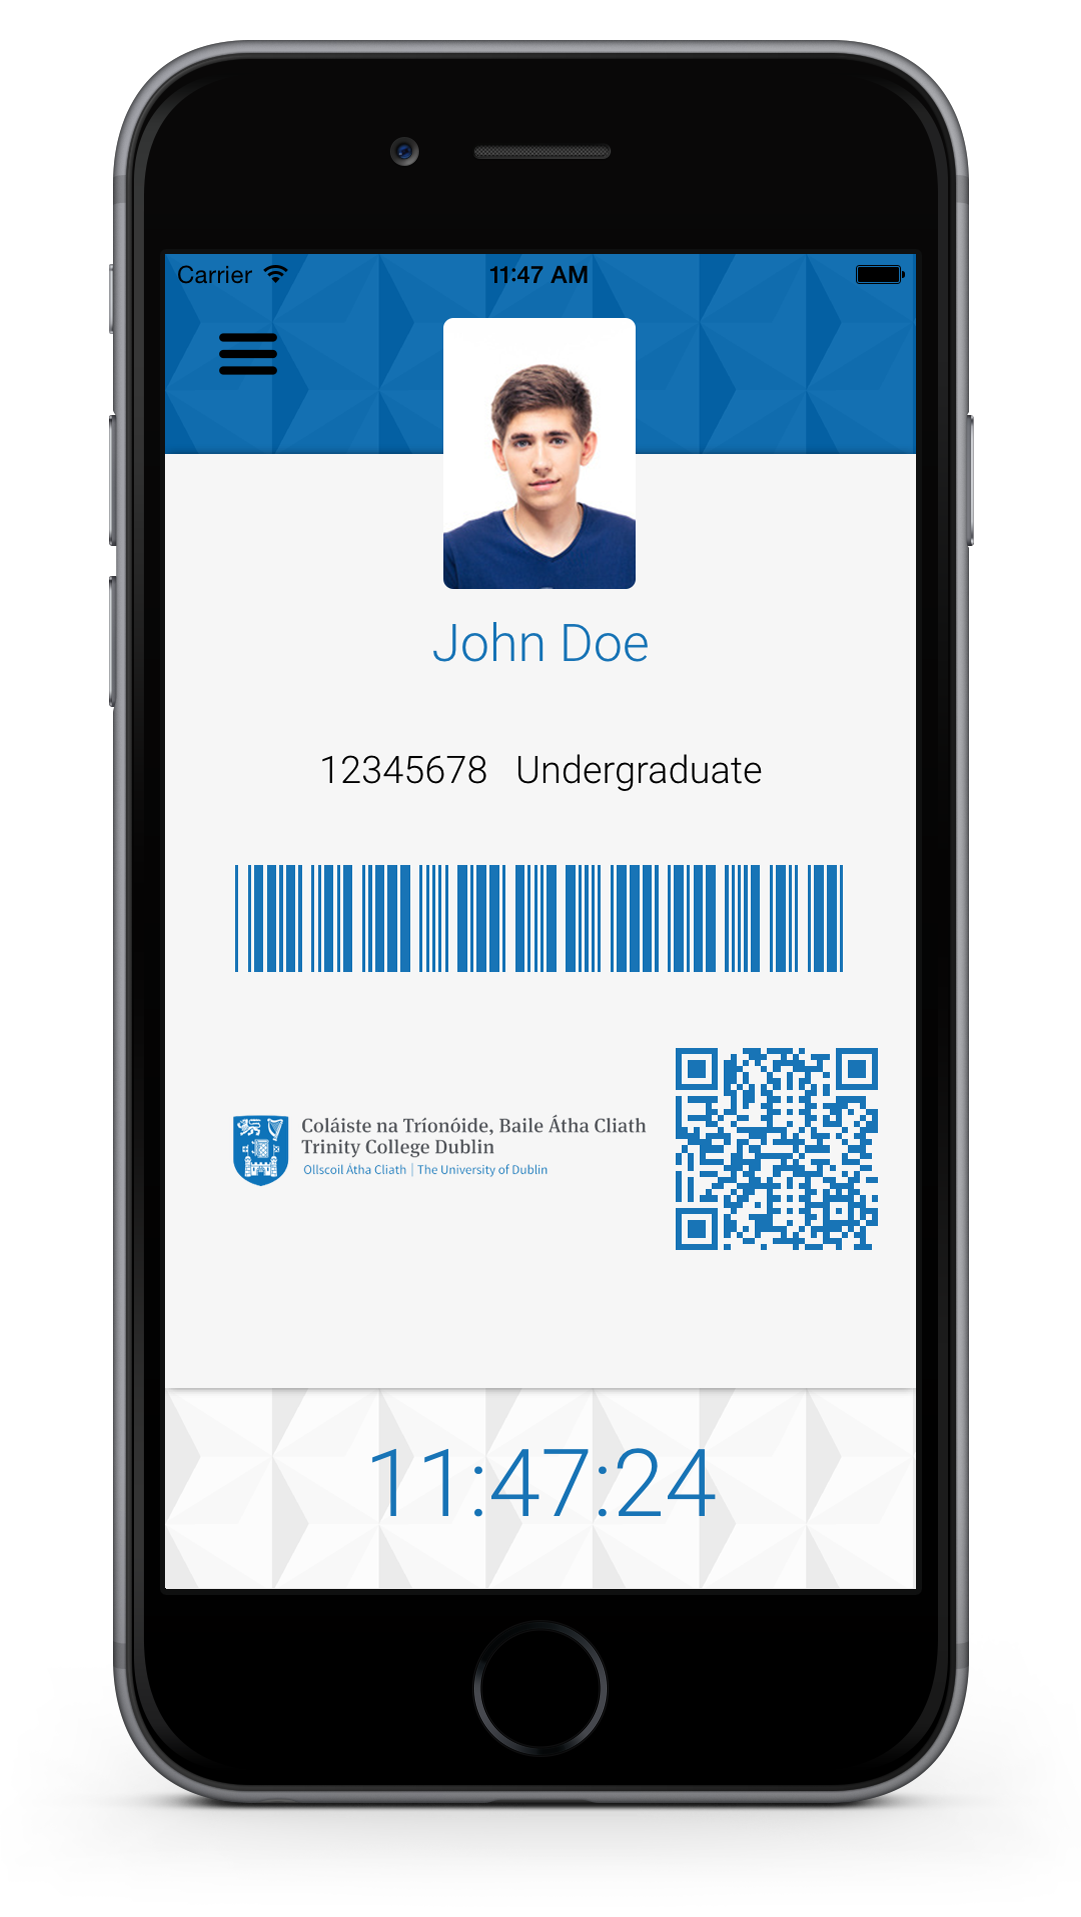 Carrier 11:47 AM
John Doe
12345678 Undergraduate
Coláiste na Tríonóide, Baile Átha Cliath
Trinity College Dublin
Ollscoil Átha Cliath | The University of Dublin
11:47:24